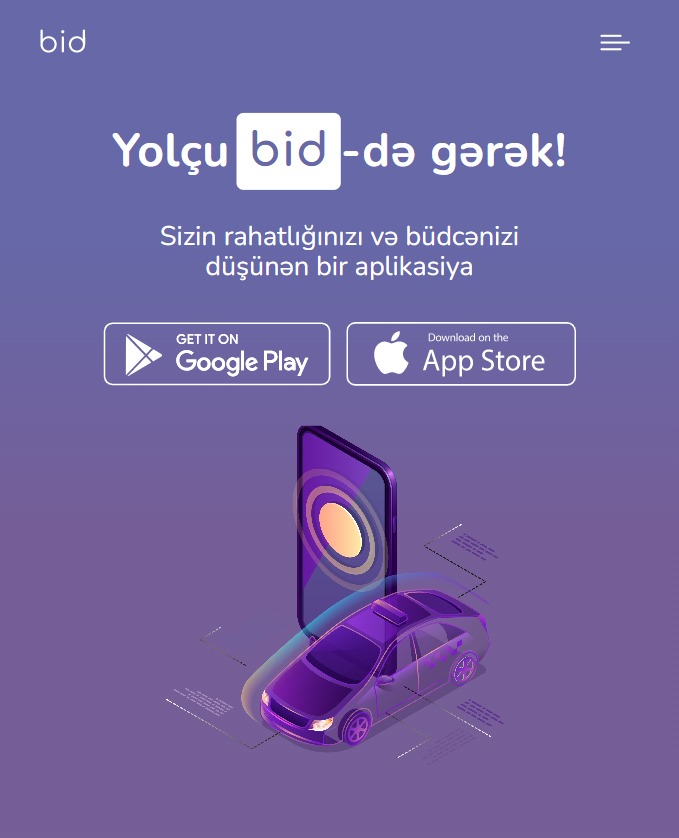 bid
Yolçu bid-də gərək!
Sizin rahatlığınızı və büdcənizi
düşünən bir aplikasiya
GET IT ON
Google Play
Download on the
App Store